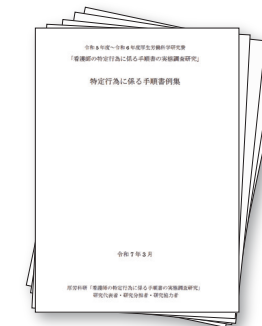 令和5年度~令和6年度厚生労働科学研究費
「看護師の特定行為に係る手順書の実態調査研究」
特定行為に係る手順書例集
令和7年3月
厚労科研「看護師の特定行為に係る手順書の実態調査研究」
研究代表者・研究分担者・研究協力者